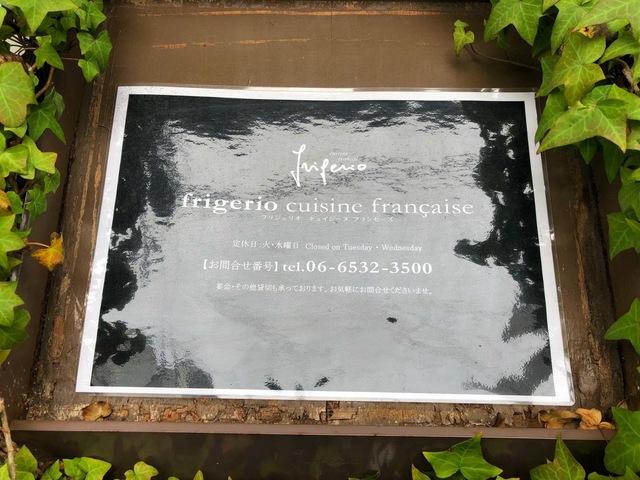 cuisine
française
frigerio
frigerio cuisine française
フリジェリオ キュイジーヌ フランセーズ
定休日：火・水曜日 Closed on Tuesday・Wednesday
【お問合せ番号】tel.06-6532-3500
宴会・その他貸切も承っております。お気軽にお問合せくださいませ。